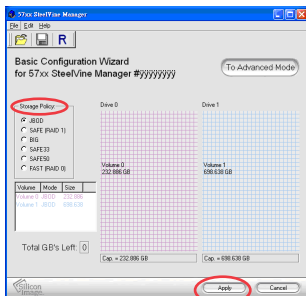 57xx SteelVine Manager
File Edit Help
R
Basic Configuration Wizard
for 57xx SteelVine Manager #ÿÿÿÿÿÿÿÿ
To Advanced Mode
Storage Policy:
JBOD
SAFE (RAID 1)
BIG
SAFE33
SAFE50
FAST (RAID 0)
Volume Mode Size
Volume 0 JBOD 232.886
Volume 1 JBOD 698.638
Total GB's Left: 0
Drive 0
Volume 0
232.886 GB
Cap. = 232.886 GB
Drive 1
Volume 1
698.638 GB
Cap. = 698.638 GB
Silicon Image
Apply
Cancel